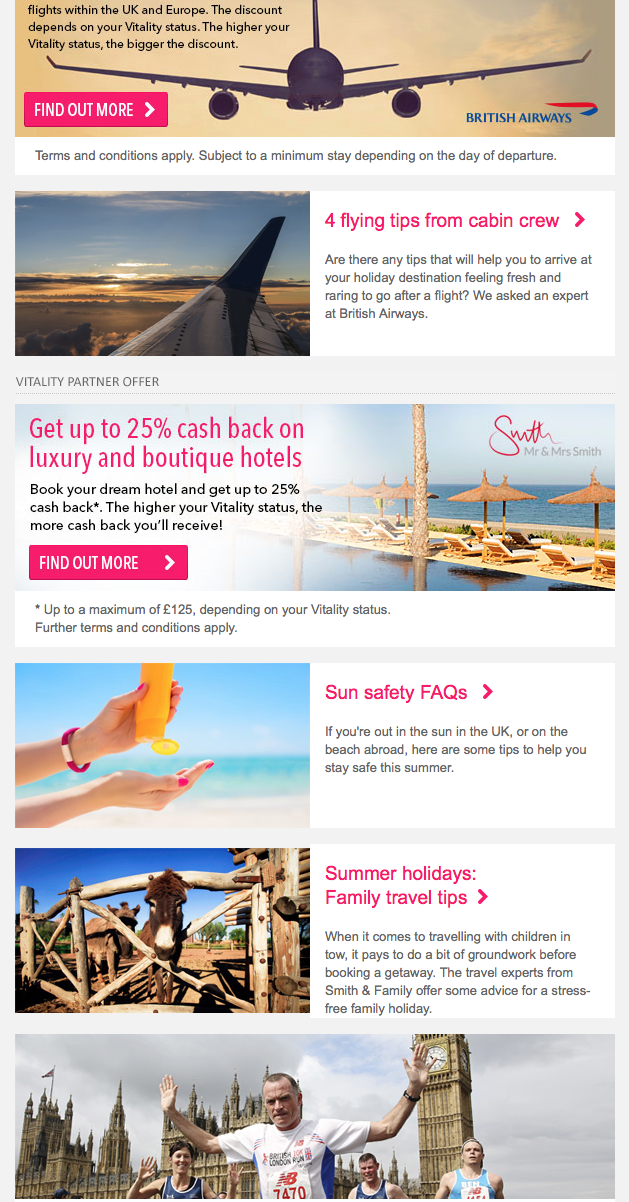 flights within the UK and Europe. The discount
depends on your Vitality status. The higher your
Vitality status, the bigger the discount.
FIND OUT MORE
BRITISH AIRWAYS
Terms and conditions apply. Subject to a minimum stay depending on the day of departure.
4 flying tips from cabin crew
Are there any tips that will help you to arrive at
your holiday destination feeling fresh and
raring to go after a flight? We asked an expert
at British Airways.
VITALITY PARTNER OFFER
Get up to 25% cash back on
luxury and boutique hotels
Smith
Mr & Mrs Smith
Book your dream hotel and get up to 25%
cash back*. The higher your Vitality status, the
more cash back you’ll receive!
FIND OUT MORE
* Up to a maximum of £125, depending on your Vitality status.
Further terms and conditions apply.
Sun safety FAQs
If you're out in the sun in the UK, or on the
beach abroad, here are some tips to help you
stay safe this summer.
Summer holidays:
Family travel tips
When it comes to travelling with children in
tow, it pays to do a bit of groundwork before
booking a getaway. The travel experts from
Smith & Family offer some advice for a stress-
free family holiday.
BRITISH 10K
LONDON RUN
7470